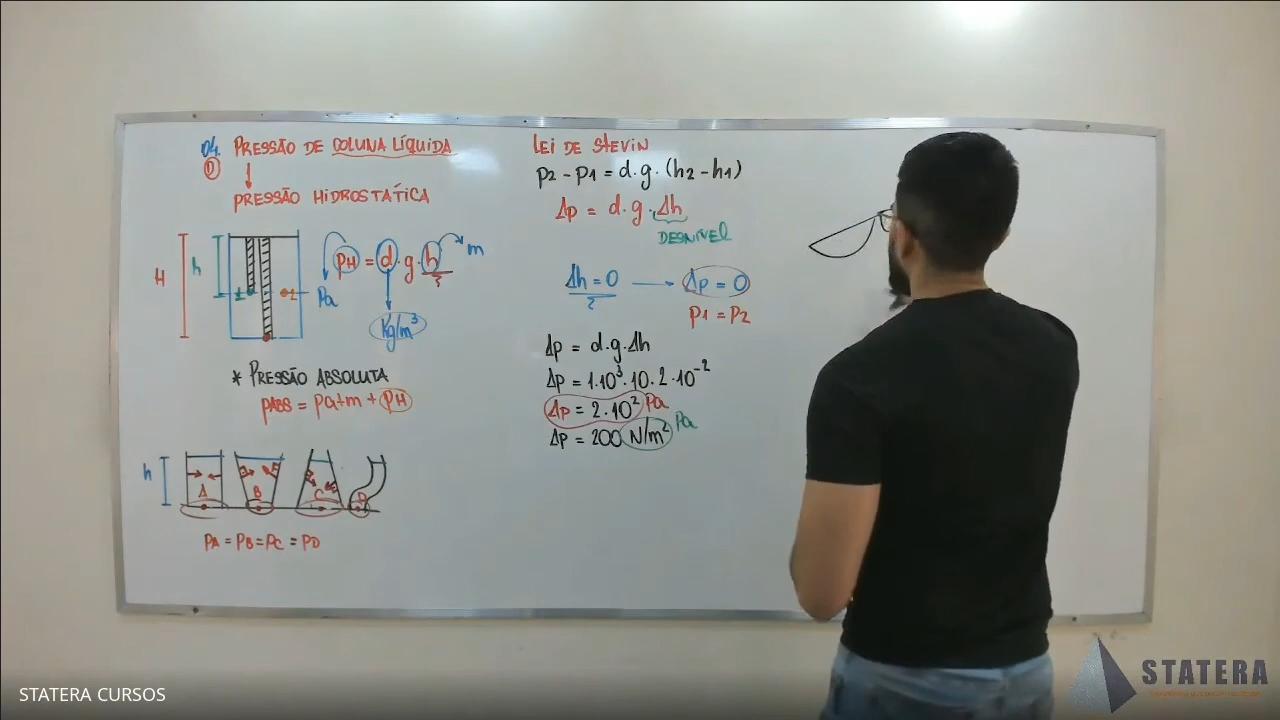 04. PRESSÃO DE COLUNA LÍQUIDA
D
PRESSÃO HIDROSTÁTICA
H
h
pH = d.g.h
m
Pa
Kg/m³
* PRESSÃO ABSOLUTA
pABS = patm + pH
h
A
B
C
D
PA = PB = PC = PD
LEI DE STEVIN
p2 - p1 = d.g.(h2 - h1)
Δp = d.g.Δh
DESNÍVEL
Δh = 0
Δp = 0
p1 = p2
Δp = d.g.Δh
Δp = 1.10³.10.2.10⁻²
Δp = 2.10² Pa
Δp = 200 N/m² Pa
STATERA CURSOS
STATERA